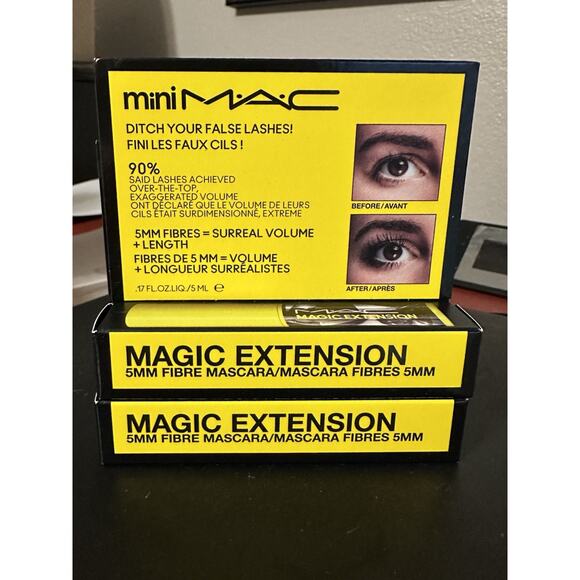 mini M·A·C
DITCH YOUR FALSE LASHES!
FINI LES FAUX CILS !
90%
SAID LASHES ACHIEVED
OVER-THE-TOP,
EXAGGERATED VOLUME
ONT DÉCLARÉ QUE LE VOLUME DE LEURS
CILS ÉTAIT SURDIMENSIONNÉ, EXTREME
5MM FIBRES = SURREAL VOLUME
+ LENGTH
FIBRES DE 5 MM = VOLUME
+ LONGUEUR SURRÉALISTES
.17 FL.OZ.LIQ./5 ML ℮
BEFORE/AVANT
AFTER/APRÈS
M·A·C
MAGIC EXTENSION
MAGIC EXTENSION
5MM FIBRE MASCARA/MASCARA FIBRES 5MM
MAGIC EXTENSION
5MM FIBRE MASCARA/MASCARA FIBRES 5MM